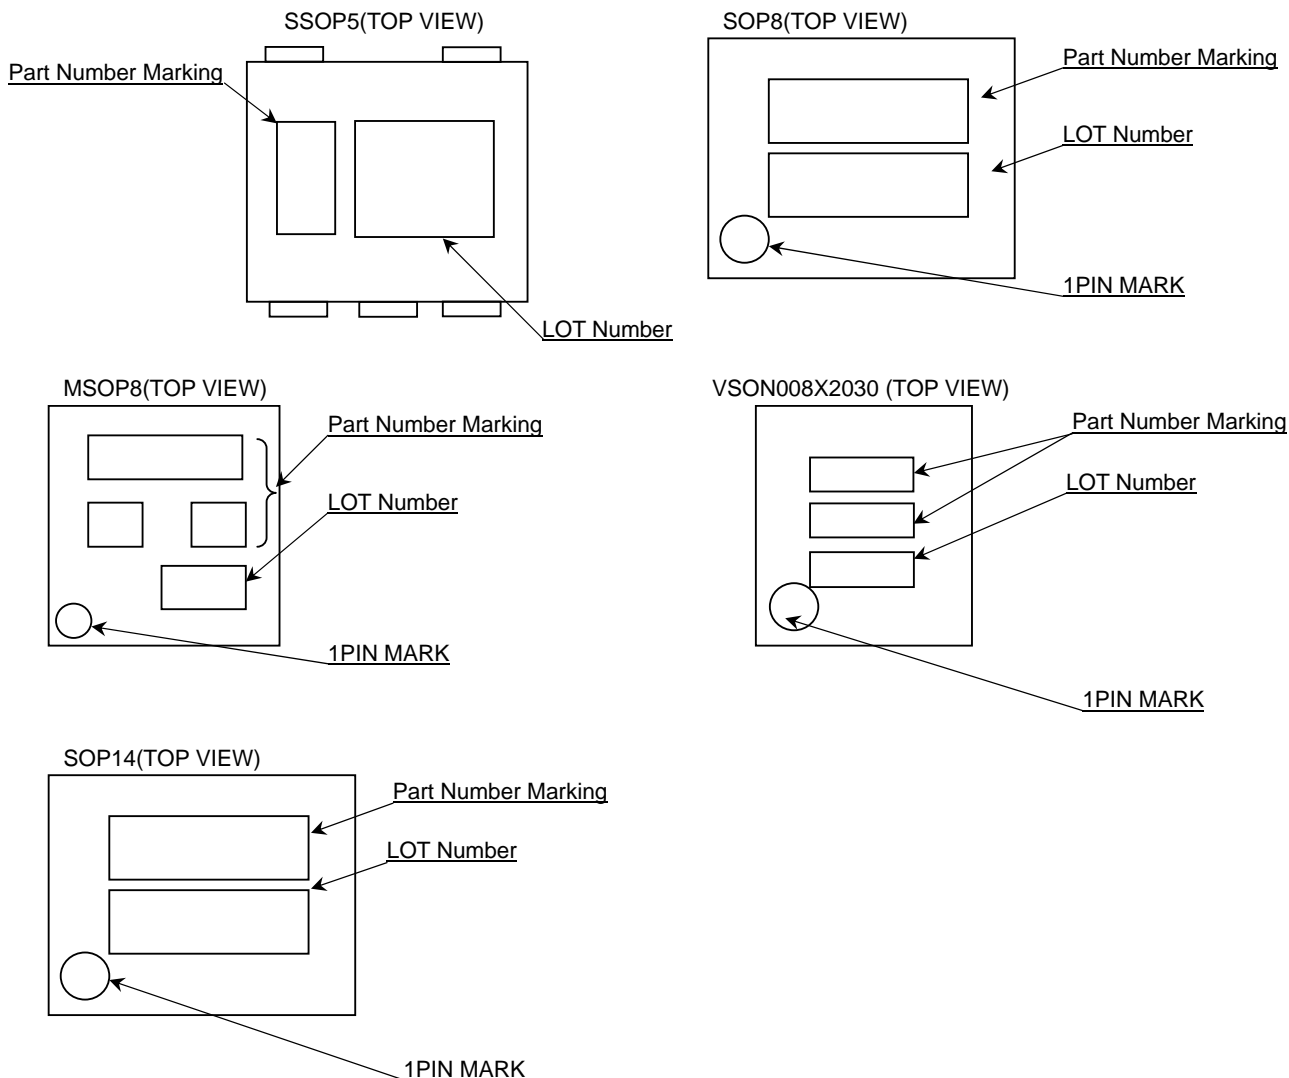 SSOP5(TOP VIEW)
Part Number Marking
LOT Number
SOP8(TOP VIEW)
Part Number Marking
LOT Number
1PIN MARK
MSOP8(TOP VIEW)
Part Number Marking
LOT Number
1PIN MARK
VSON008X2030 (TOP VIEW)
Part Number Marking
LOT Number
1PIN MARK
SOP14(TOP VIEW)
Part Number Marking
LOT Number
1PIN MARK